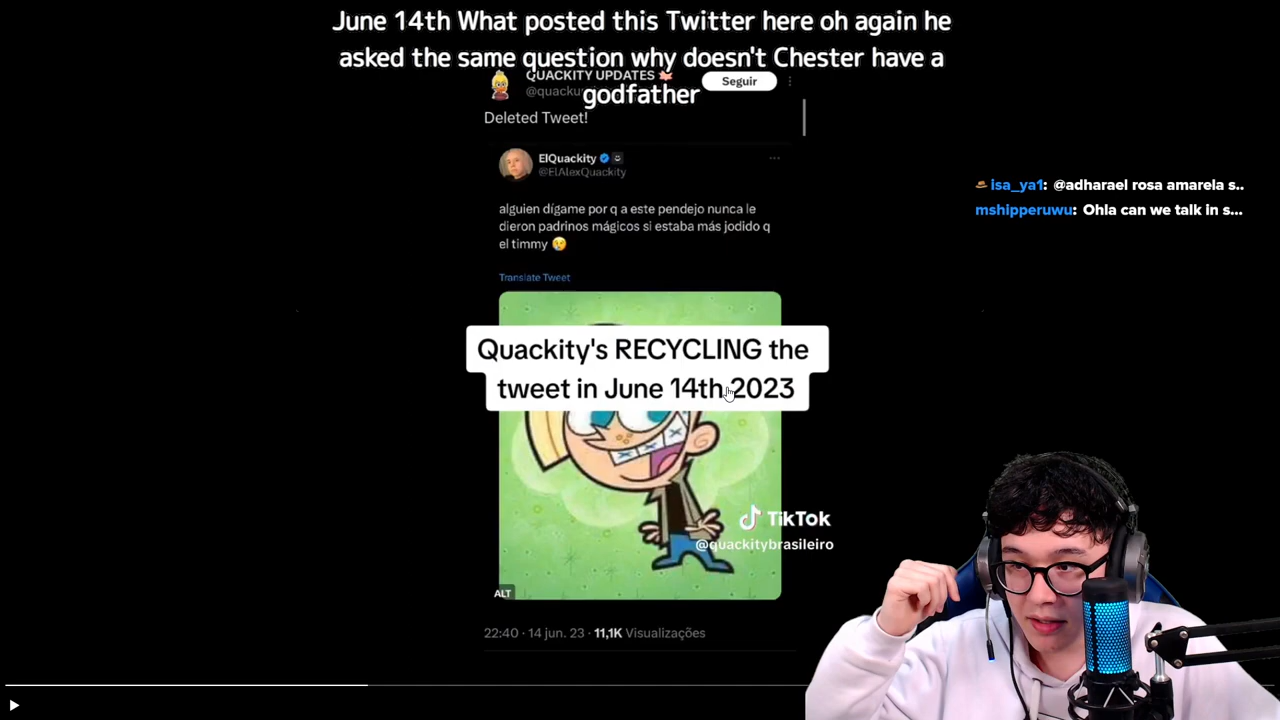 June 14th What posted this Twitter here oh again he
asked the same question why doesn't Chester have a
godfather
QUACKITY UPDATES
Seguir
Deleted Tweet!
ElQuackity
@ElAlexQuackity
isa_ya1: @adharael rosa amarela s..
mshipperuwu: Ohla can we talk in s...
alguien dígame por q a este pendejo nunca le
dieron padrinos mágicos si estaba más jodido q
el timmy
Translate Tweet
Quackity's RECYCLING the
tweet in June 14th 2023
TikTok
@quackitybrasileiro
ALT
22:40 · 14 jun. 23 · 11,1K Visualizações